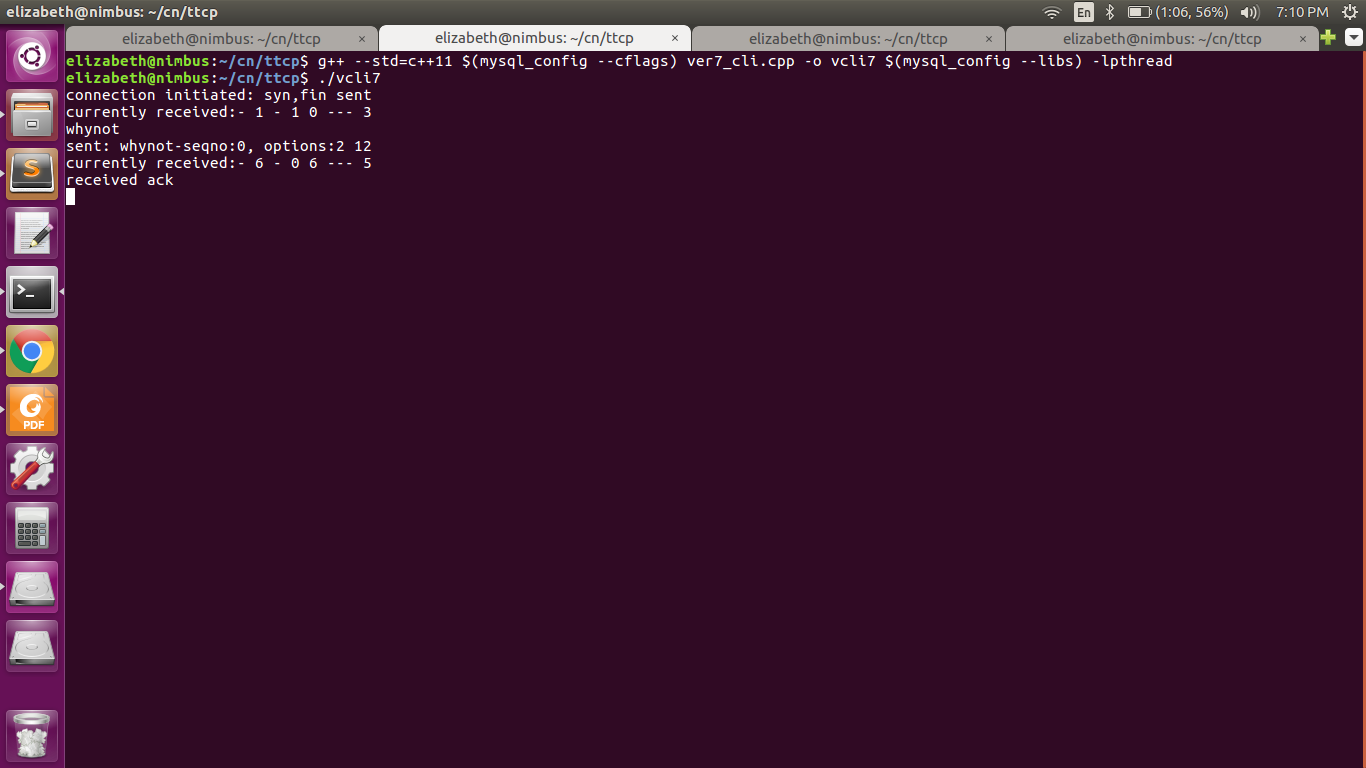 elizabeth@nimbus: ~/cn/ttcp
En
(1:06, 56%)
7:10 PM
elizabeth@nimbus: ~/cn/ttcp × elizabeth@nimbus: ~/cn/ttcp × elizabeth@nimbus: ~/cn/ttcp × elizabeth@nimbus: ~/cn/ttcp ×
elizabeth@nimbus:~/cn/ttcp$ g++ --std=c++11 $(mysql_config --cflags) ver7_cli.cpp -o vcli7 $(mysql_config --libs) -lpthread
elizabeth@nimbus:~/cn/ttcp$ ./vcli7
connection initiated: syn,fin sent
currently received:- 1 - 1 0 --- 3
whynot
sent: whynot-seqno:0, options:2 12
currently received:- 6 - 0 6 --- 5
received ack
S
>_
PDF